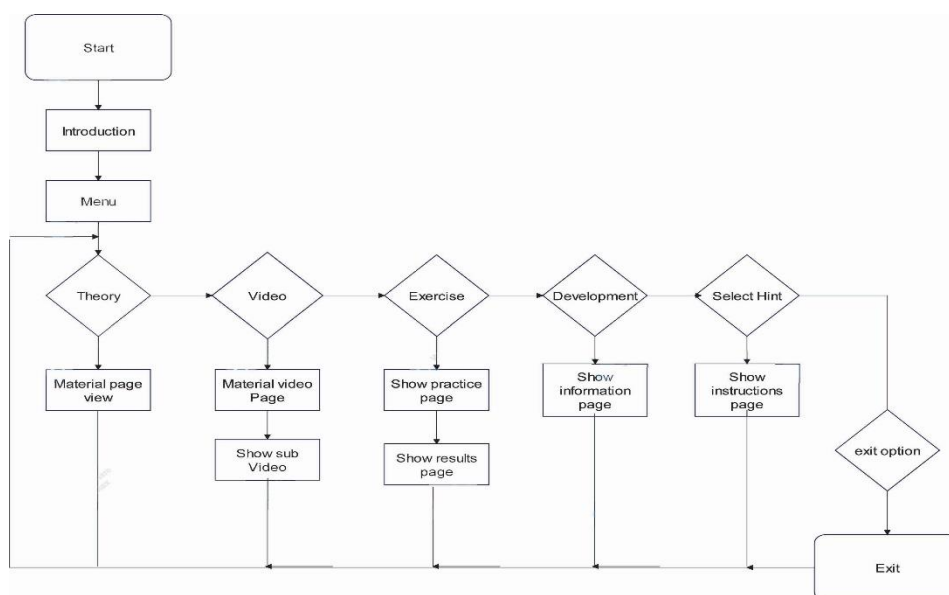 Start
Introduction
Menu
Theory
Video
Exercise
Development
Select Hint
Material page
view
Material video
Page
Show practice
page
Show
information
page
Show
instructions
page
Show sub
Video
Show results
page
exit option
Exit